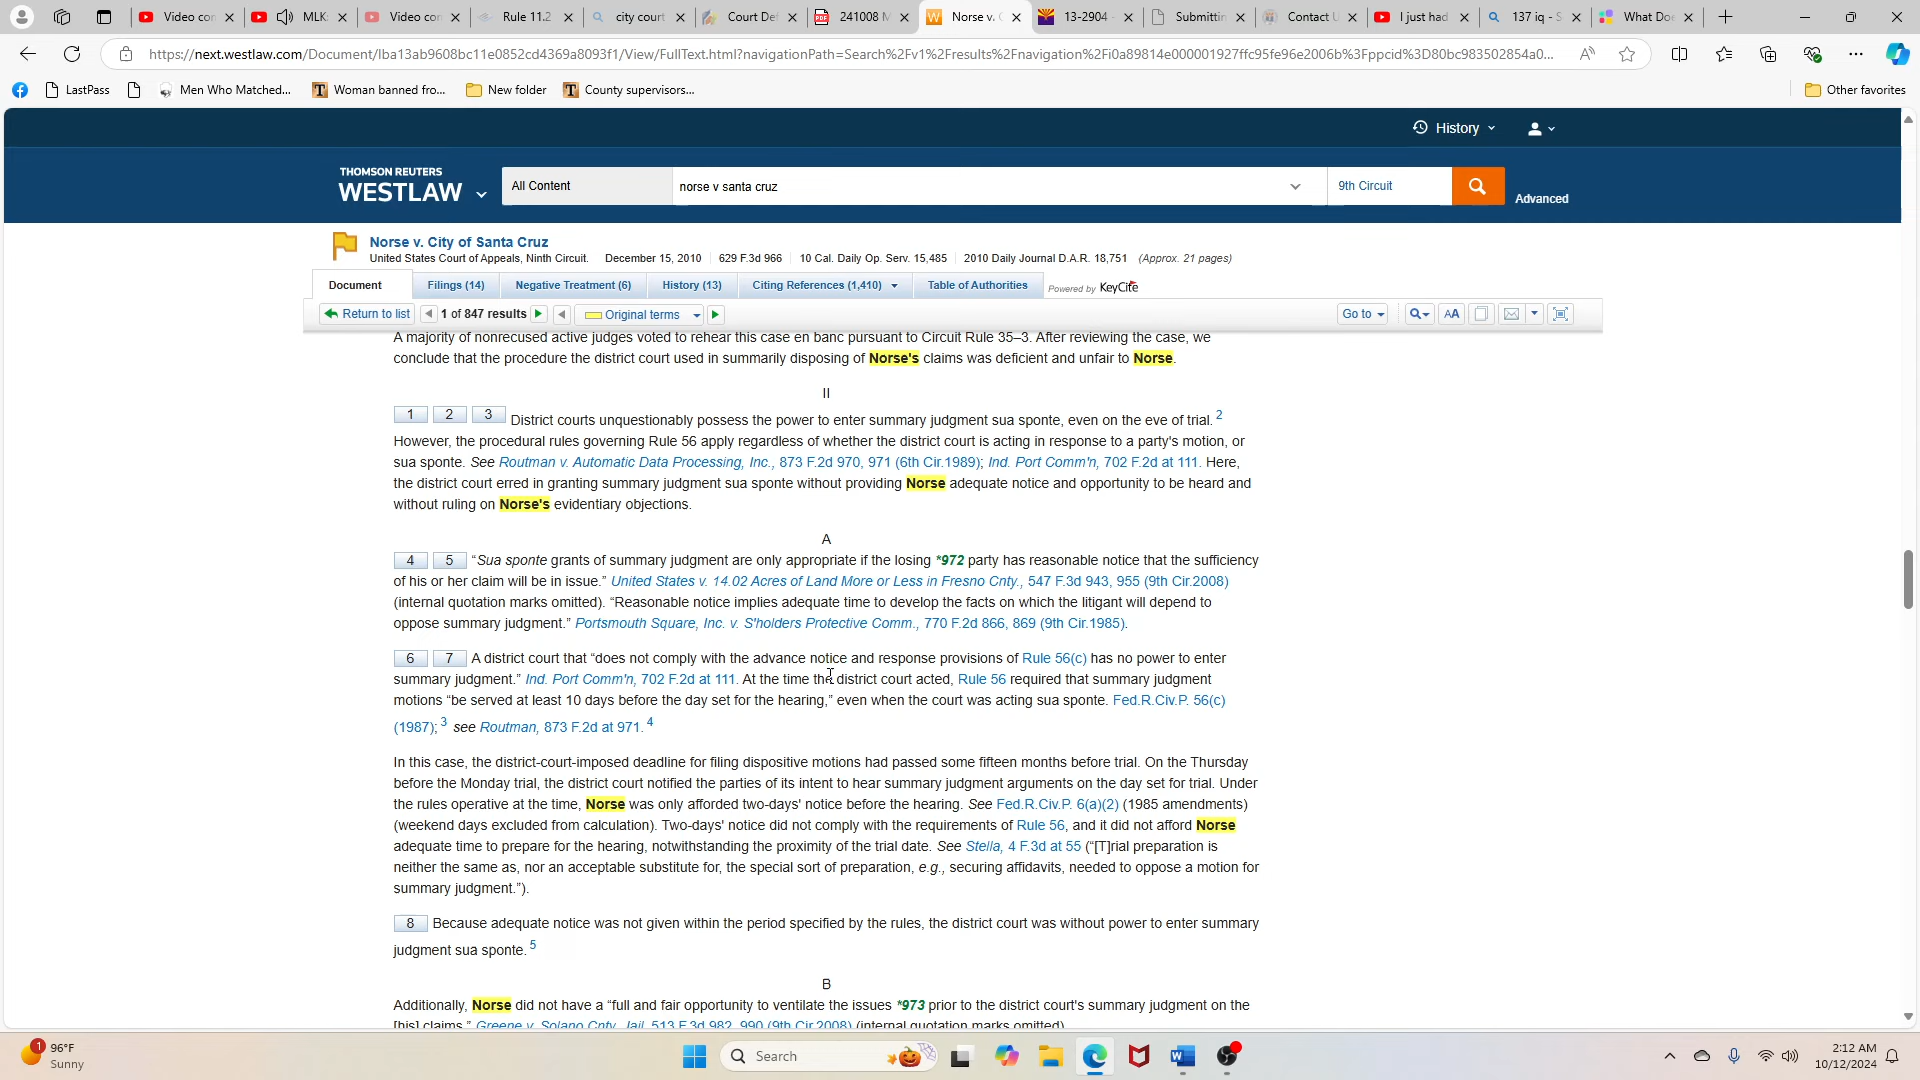 Video con
MLK:
Video con
Rule 11.2
city court
Court De
241008 M
Norse v. C
13-2904 -
Submittin
Contact U
I just had
137 iq - S
What Do
https://next.westlaw.com/Document/Iba13ab9608bc11e0852cd4369a8093f1/View/FullText.html?navigationPath=Search%2Fv1%2Fresults%2Fnavigation%2Fi0a89814e000001927ffc95fe96e2006b%3Fppcid%3D80bc983502854a0...
LastPass
Men Who Matched...
Woman banned fro...
New folder
County supervisors...
Other favorites
History
THOMSON REUTERS
WESTLAW
All Content
norse v santa cruz
9th Circuit
Advanced
Norse v. City of Santa Cruz
United States Court of Appeals, Ninth Circuit. December 15, 2010 629 F.3d 966 10 Cal. Daily Op. Serv. 15,485 2010 Daily Journal D.A.R. 18,751 (Approx. 21 pages)
Document Filings (14) Negative Treatment (6) History (13) Citing References (1,410) Table of Authorities Powered by KeyCite
Return to list 1 of 847 results Original terms Go to AA
A majority of nonrecused active judges voted to rehear this case en banc pursuant to Circuit Rule 35–3. After reviewing the case, we
conclude that the procedure the district court used in summarily disposing of Norse's claims was deficient and unfair to Norse.
II
1 2 3 District courts unquestionably possess the power to enter summary judgment sua sponte, even on the eve of trial. 2
However, the procedural rules governing Rule 56 apply regardless of whether the district court is acting in response to a party's motion, or
sua sponte. See Routman v. Automatic Data Processing, Inc., 873 F.2d 970, 971 (6th Cir.1989); Ind. Port Comm'n, 702 F.2d at 111. Here,
the district court erred in granting summary judgment sua sponte without providing Norse adequate notice and opportunity to be heard and
without ruling on Norse's evidentiary objections.
A
4 5 “Sua sponte grants of summary judgment are only appropriate if the losing *972 party has reasonable notice that the sufficiency
of his or her claim will be in issue.” United States v. 14.02 Acres of Land More or Less in Fresno Cnty., 547 F.3d 943, 955 (9th Cir.2008)
(internal quotation marks omitted). “Reasonable notice implies adequate time to develop the facts on which the litigant will depend to
oppose summary judgment.” Portsmouth Square, Inc. v. S'holders Protective Comm., 770 F.2d 866, 869 (9th Cir.1985).
6 7 A district court that “does not comply with the advance notice and response provisions of Rule 56(c) has no power to enter
summary judgment.” Ind. Port Comm'n, 702 F.2d at 111. At the time the district court acted, Rule 56 required that summary judgment
motions “be served at least 10 days before the day set for the hearing,” even when the court was acting sua sponte. Fed.R.Civ.P. 56(c)
(1987); 3 see Routman, 873 F.2d at 971. 4
In this case, the district-court-imposed deadline for filing dispositive motions had passed some fifteen months before trial. On the Thursday
before the Monday trial, the district court notified the parties of its intent to hear summary judgment arguments on the day set for trial. Under
the rules operative at the time, Norse was only afforded two-days' notice before the hearing. See Fed.R.Civ.P. 6(a)(2) (1985 amendments)
(weekend days excluded from calculation). Two-days' notice did not comply with the requirements of Rule 56, and it did not afford Norse
adequate time to prepare for the hearing, notwithstanding the proximity of the trial date. See Stella, 4 F.3d at 55 (“[T]rial preparation is
neither the same as, nor an acceptable substitute for, the special sort of preparation, e.g., securing affidavits, needed to oppose a motion for
summary judgment.”).
8 Because adequate notice was not given within the period specified by the rules, the district court was without power to enter summary
judgment sua sponte. 5
B
Additionally, Norse did not have a “full and fair opportunity to ventilate the issues *973 prior to the district court's summary judgment on the
[his] claims.” Greene v. Solano Cnty. Jail, 513 F.3d 982, 990 (9th Cir.2008) (internal quotation marks omitted)
1
96°F
Sunny
Search
2:12 AM
10/12/2024